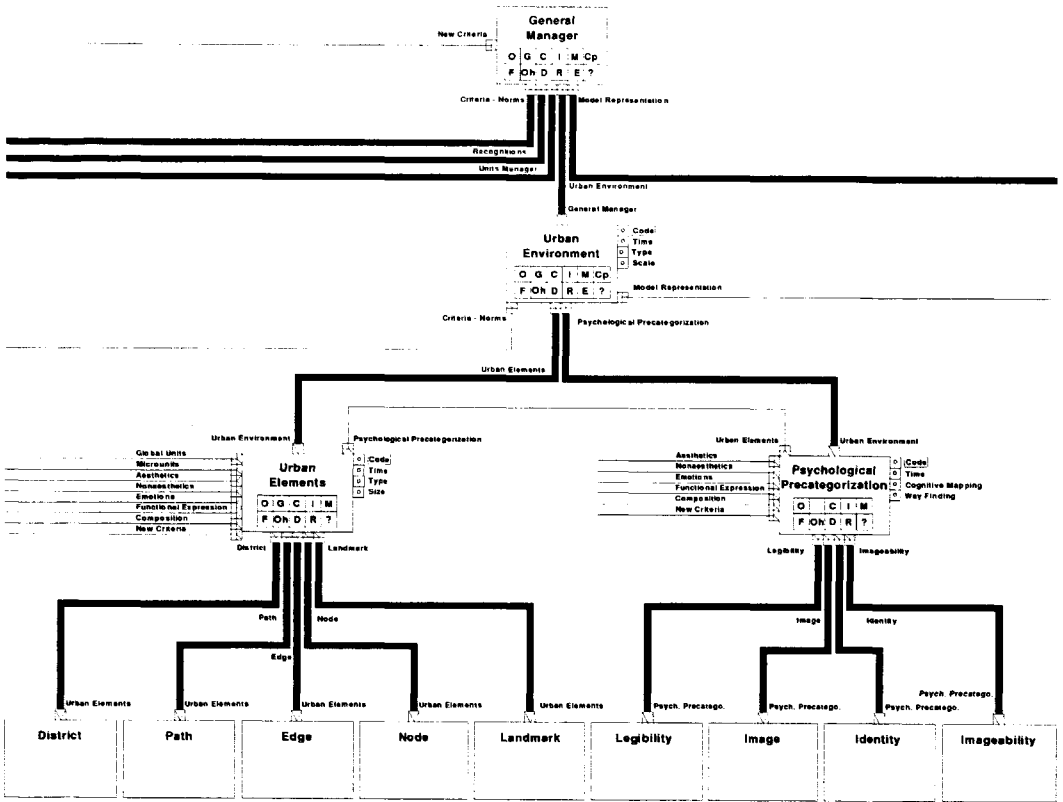 General
Manager
New Criteria
O G C I M Cp
F Oh D R E ?
Criteria - Norms
Model Representation
Recognitions
Units Manager
Urban Environment
General Manager
Urban
Environment
Code
Time
Type
Scale
O G C I M Cp
F Oh D R E ?
Model Representation
Criteria - Norms
Psychological Precategorization
Urban Elements
Urban Environment
Psychological Precategorization
Urban Elements
Urban Environment
Global Units
Microunits
Aesthetics
Nonaesthetics
Emotions
Functional Expression
Composition
New Criteria
Urban
Elements
Code
Time
Type
Size
O G C I M
F Oh D R ?
Aesthetics
Nonaesthetics
Emotions
Functional Expression
Composition
New Criteria
Psychological
Precategorization
Code
Time
Cognitive Mapping
Way Finding
O C I M
F Oh D R ?
District
Landmark
Legibility
Imageability
Path
Node
Edge
Image
Identity
Urban Elements
Urban Elements
Urban Elements
Urban Elements
Urban Elements
Psych. Precatego.
Psych. Precatego.
Psych. Precatego.
Psych. Precatego.
District
Path
Edge
Node
Landmark
Legibility
Image
Identity
Imageability